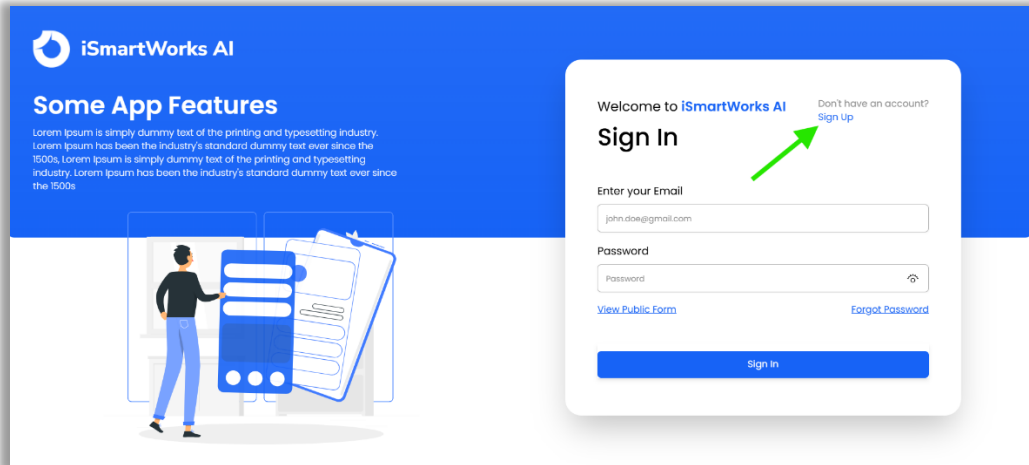 iSmartWorks AI
Some App Features
Lorem Ipsum is simply dummy text of the printing and typesetting industry.
Lorem Ipsum has been the industry's standard dummy text ever since the
1500s, Lorem Ipsum is simply dummy text of the printing and typesetting
industry. Lorem Ipsum has been the industry's standard dummy text ever since
the 1500s
Welcome to iSmartWorks AI
Don't have an account?
Sign Up
Sign In
Enter your Email
john.doe@gmail.com
Password
Password
View Public Form
Forgot Password
Sign In